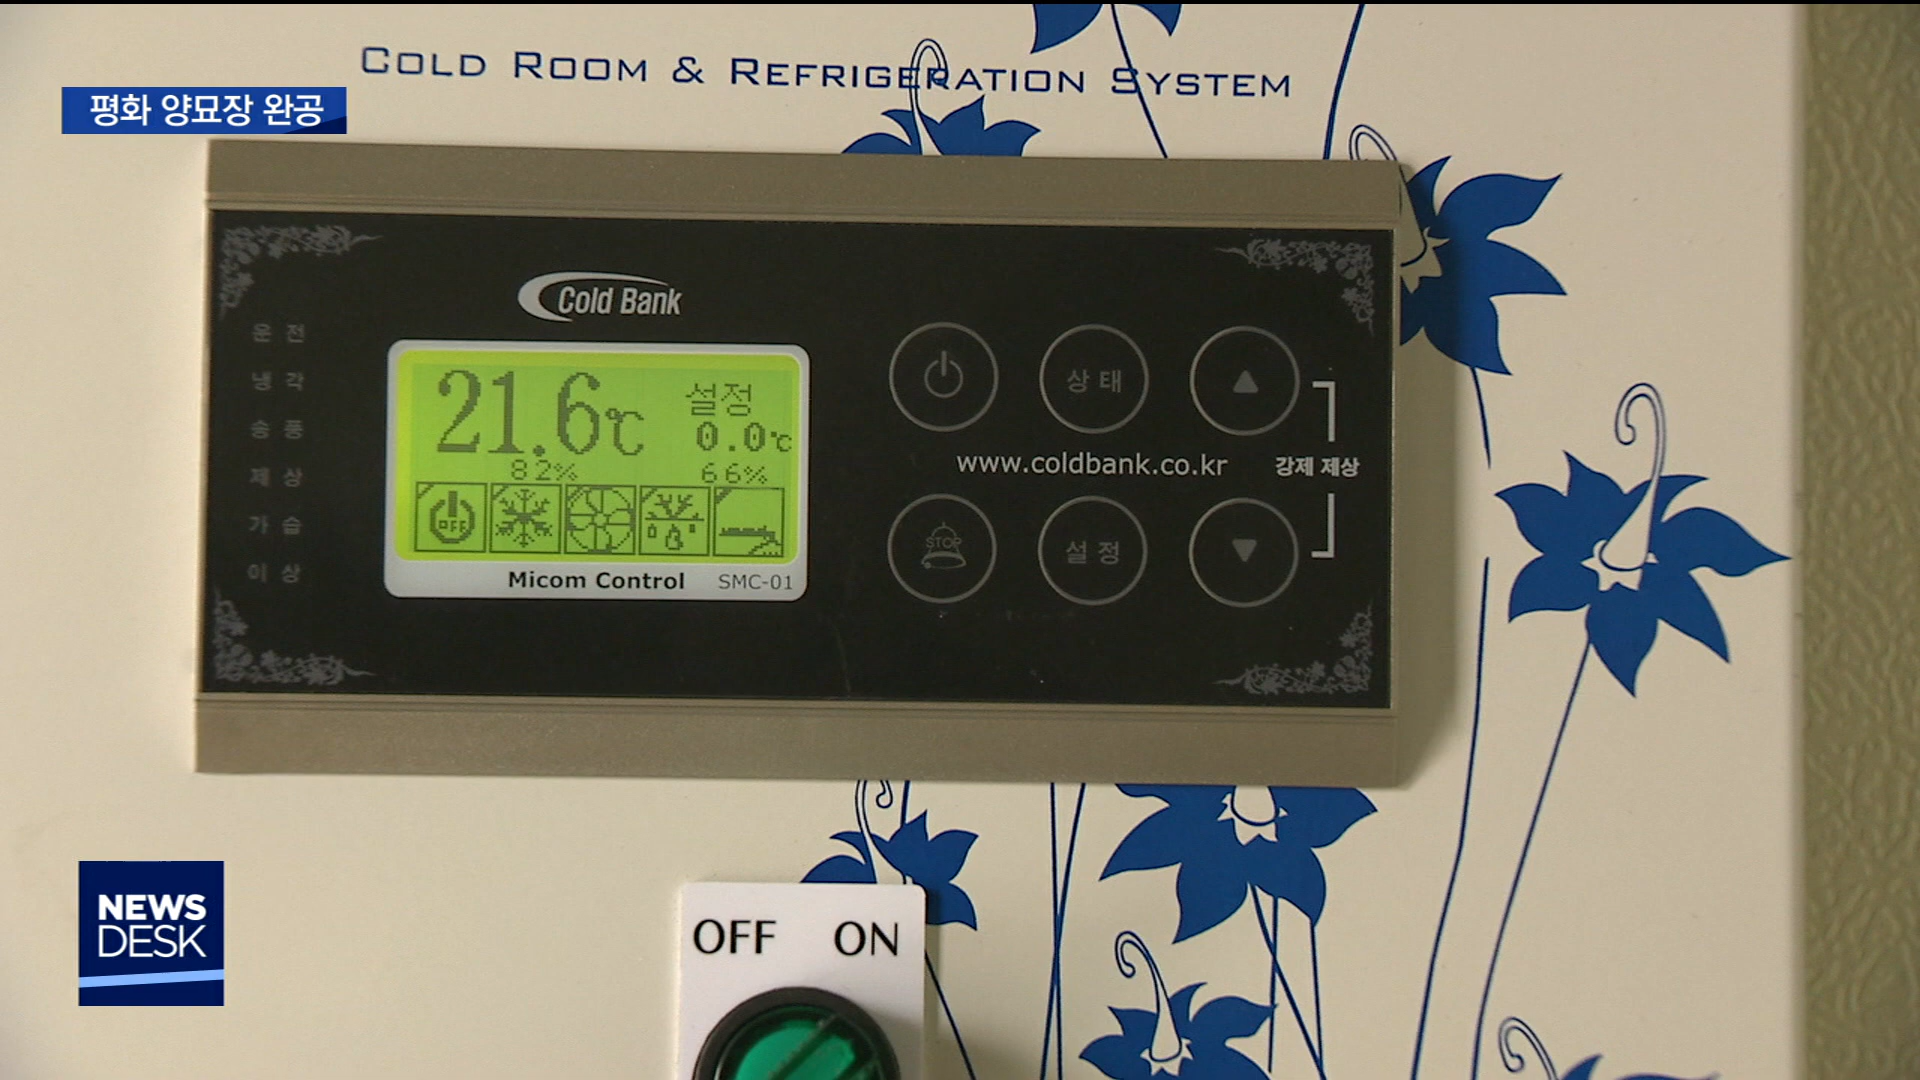 COLD ROOM & REFRIGERATION SYSTEM
평화 양묘장 완공
Cold Bank
운전
냉각
송풍
제상
가습
이상
21.6℃
설정
0.0℃
82%
66%
OFF
Micom Control SMC-01
상태
www.coldbank.co.kr
강제 제상
STOP
설정
NEWS
DESK
OFF ON